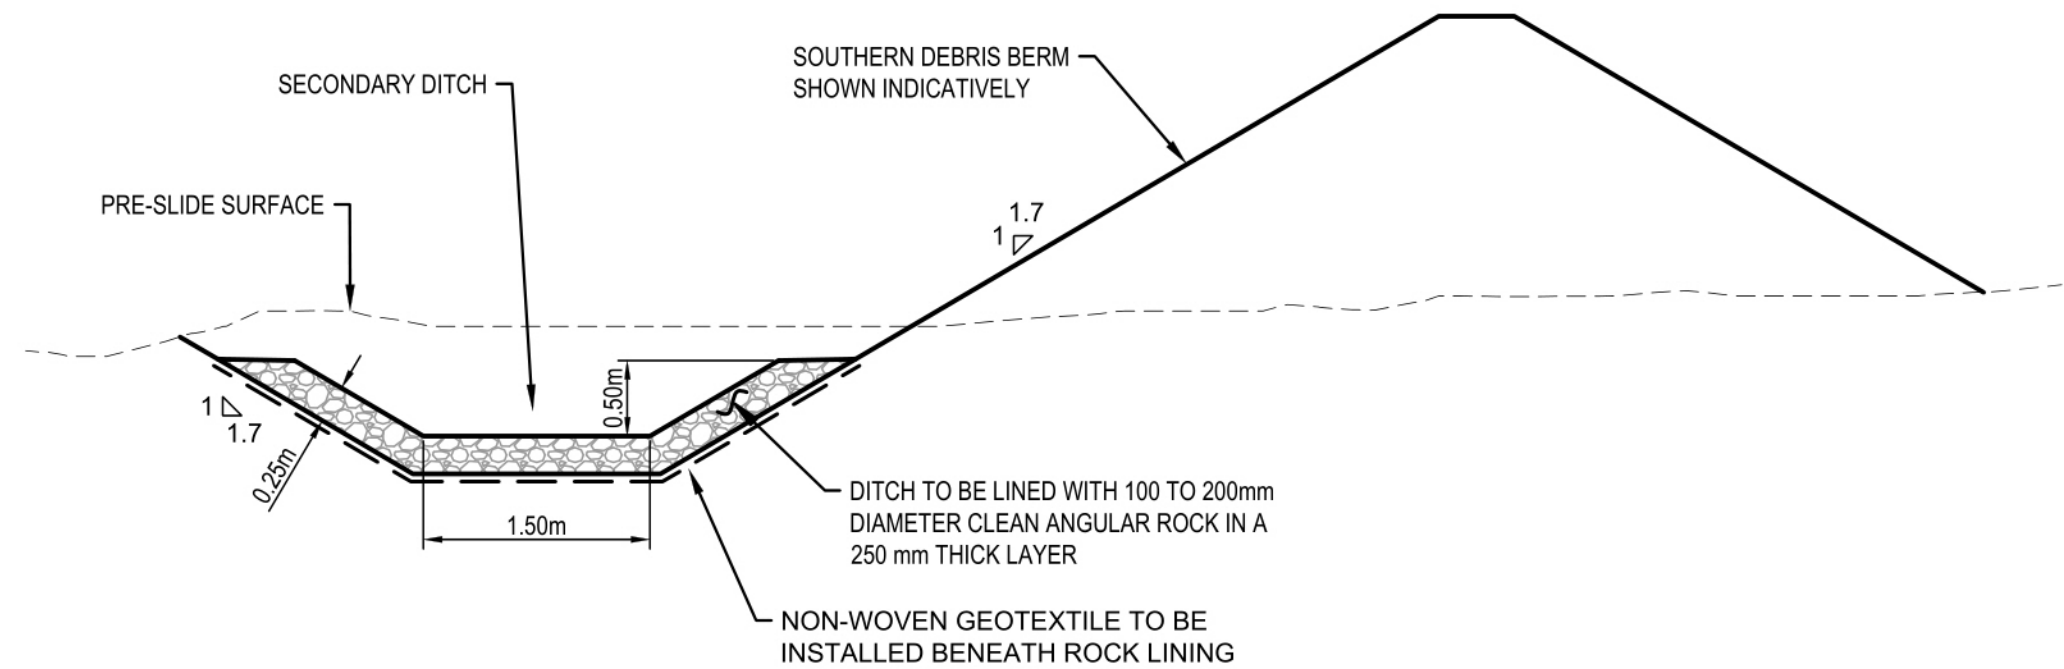 SOUTHERN DEBRIS BERM
SHOWN INDICATIVELY
SECONDARY DITCH
PRE-SLIDE SURFACE
1.7
1
0.50m
1
1.7
0.25m
1.50m
DITCH TO BE LINED WITH 100 TO 200mm
DIAMETER CLEAN ANGULAR ROCK IN A
250 mm THICK LAYER
NON-WOVEN GEOTEXTILE TO BE
INSTALLED BENEATH ROCK LINING